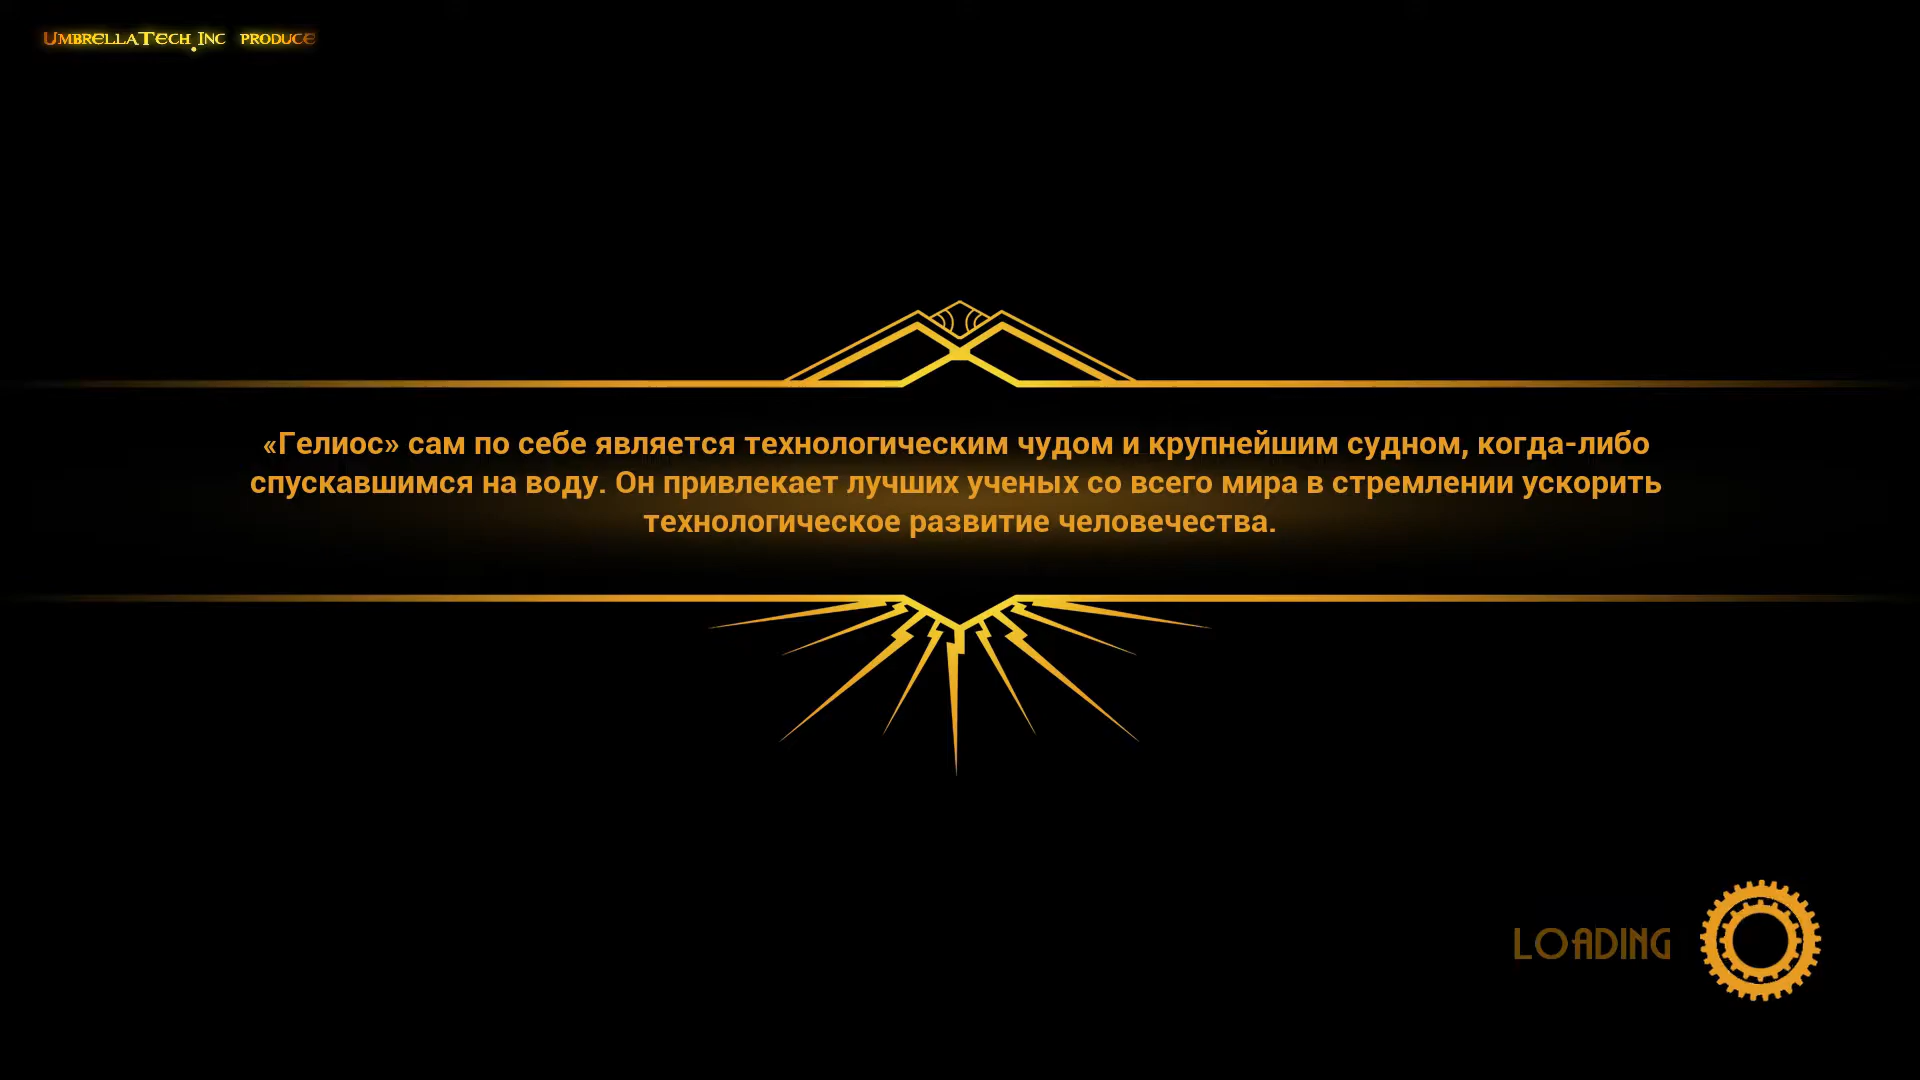 UmbrellaTech.Inc produce
«Гелиос» сам по себе является технологическим чудом и крупнейшим судном, когда-либо
спускавшимся на воду. Он привлекает лучших ученых со всего мира в стремлении ускорить
технологическое развитие человечества.
LOADING